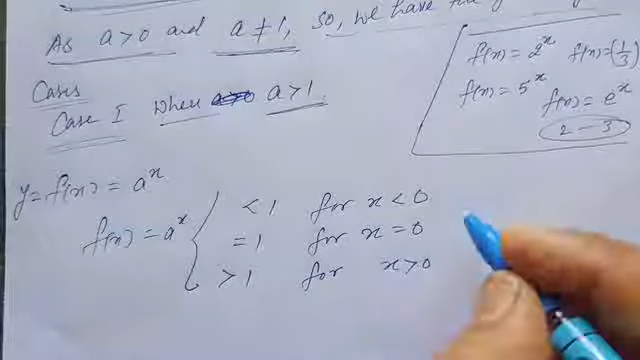 As a > 0 and a ≠ 1, so, we have the
Cases
Case I when a > 1
f(x) = 2^x f(x) = (1/3)
f(x) = 5^x f(x) = e^x
2 - 3
y = f(x) = a^x
f(x) = a^x { < 1 for x < 0
= 1 for x = 0
> 1 for x > 0